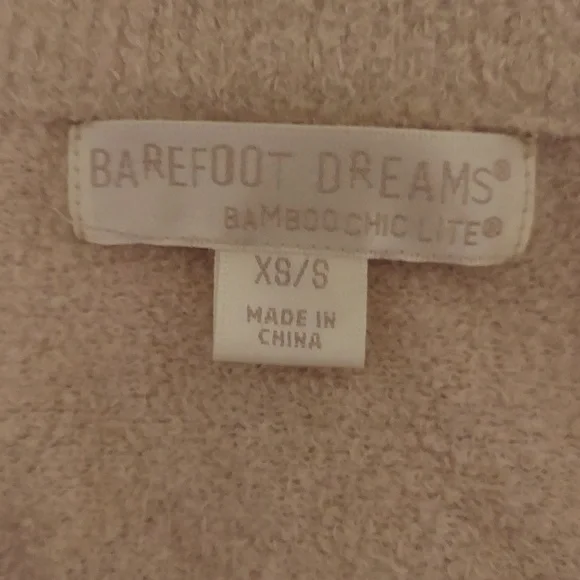 BAREFOOT DREAMS®
BAMBOO CHIC LITE®
XS/S
MADE IN
CHINA